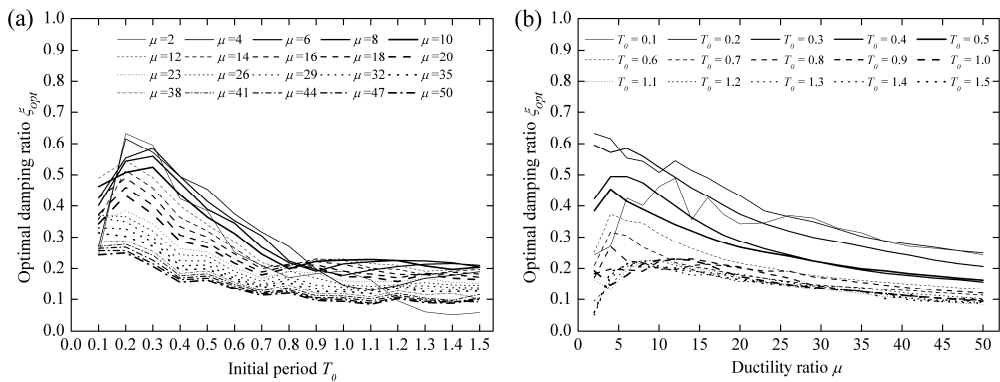 (a)
1.0
0.9
0.8
0.7
0.6
0.5
0.4
0.3
0.2
0.1
0.0
Optimal damping ratio ξopt
μ=2 μ=4 μ=6 μ=8 μ=10
μ=12 μ=14 μ=16 μ=18 μ=20
μ=23 μ=26 μ=29 μ=32 μ=35
μ=38 μ=41 μ=44 μ=47 μ=50
0.0 0.1 0.2 0.3 0.4 0.5 0.6 0.7 0.8 0.9 1.0 1.1 1.2 1.3 1.4 1.5
Initial period T0
(b)
1.0
0.9
0.8
0.7
0.6
0.5
0.4
0.3
0.2
0.1
0.0
Optimal damping ratio ξopt
T0 = 0.1 T0 = 0.2 T0 = 0.3 T0 = 0.4 T0 = 0.5
T0 = 0.6 T0 = 0.7 T0 = 0.8 T0 = 0.9 T0 = 1.0
T0 = 1.1 T0 = 1.2 T0 = 1.3 T0 = 1.4 T0 = 1.5
0 5 10 15 20 25 30 35 40 45 50
Ductility ratio μ